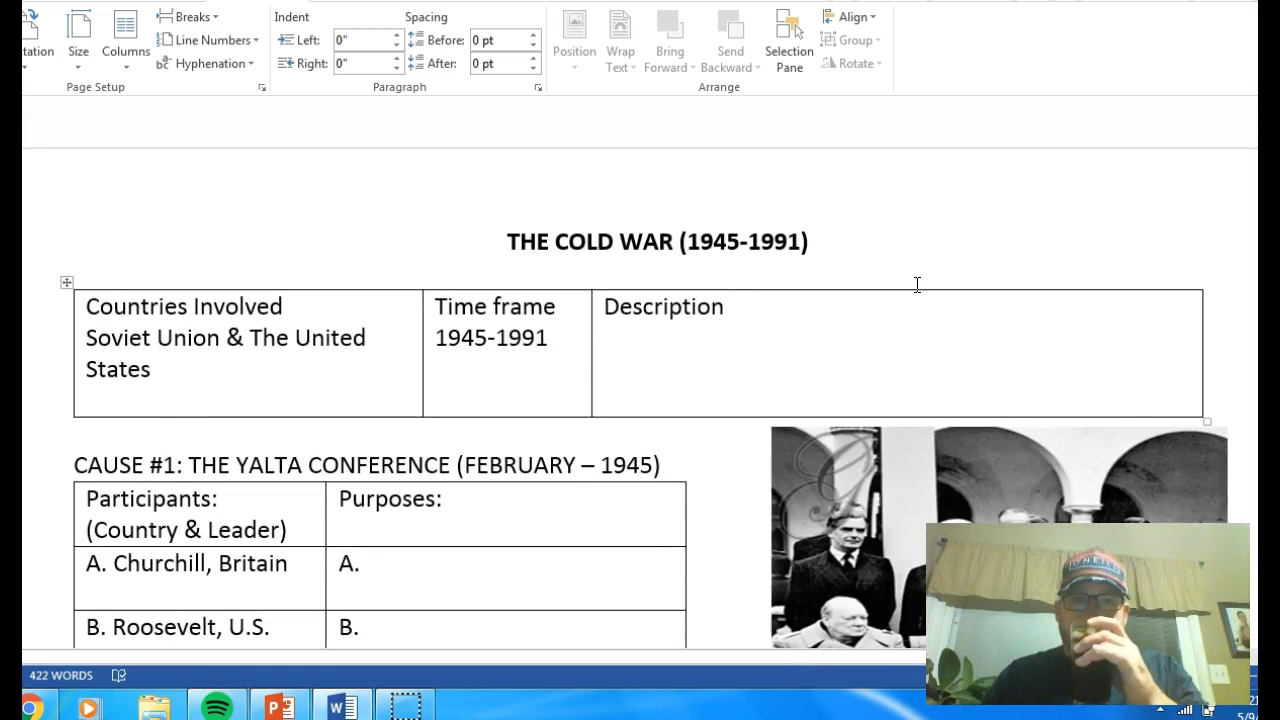 Breaks
Size
Columns
Line Numbers
Hyphenation
Page Setup
Indent
Left:
0"
Right:
0"
Spacing
Before:
0 pt
After:
0 pt
Paragraph
Position
Wrap
Text
Bring
Forward
Send
Backward
Selection
Pane
Align
Group
Rotate
Arrange
THE COLD WAR (1945-1991)
Countries Involved
Soviet Union & The United
States
Time frame
1945-1991
Description
CAUSE #1: THE YALTA CONFERENCE (FEBRUARY – 1945)
Participants:
(Country & Leader)
Purposes:
A. Churchill, Britain
A.
B. Roosevelt, U.S.
B.
422 WORDS